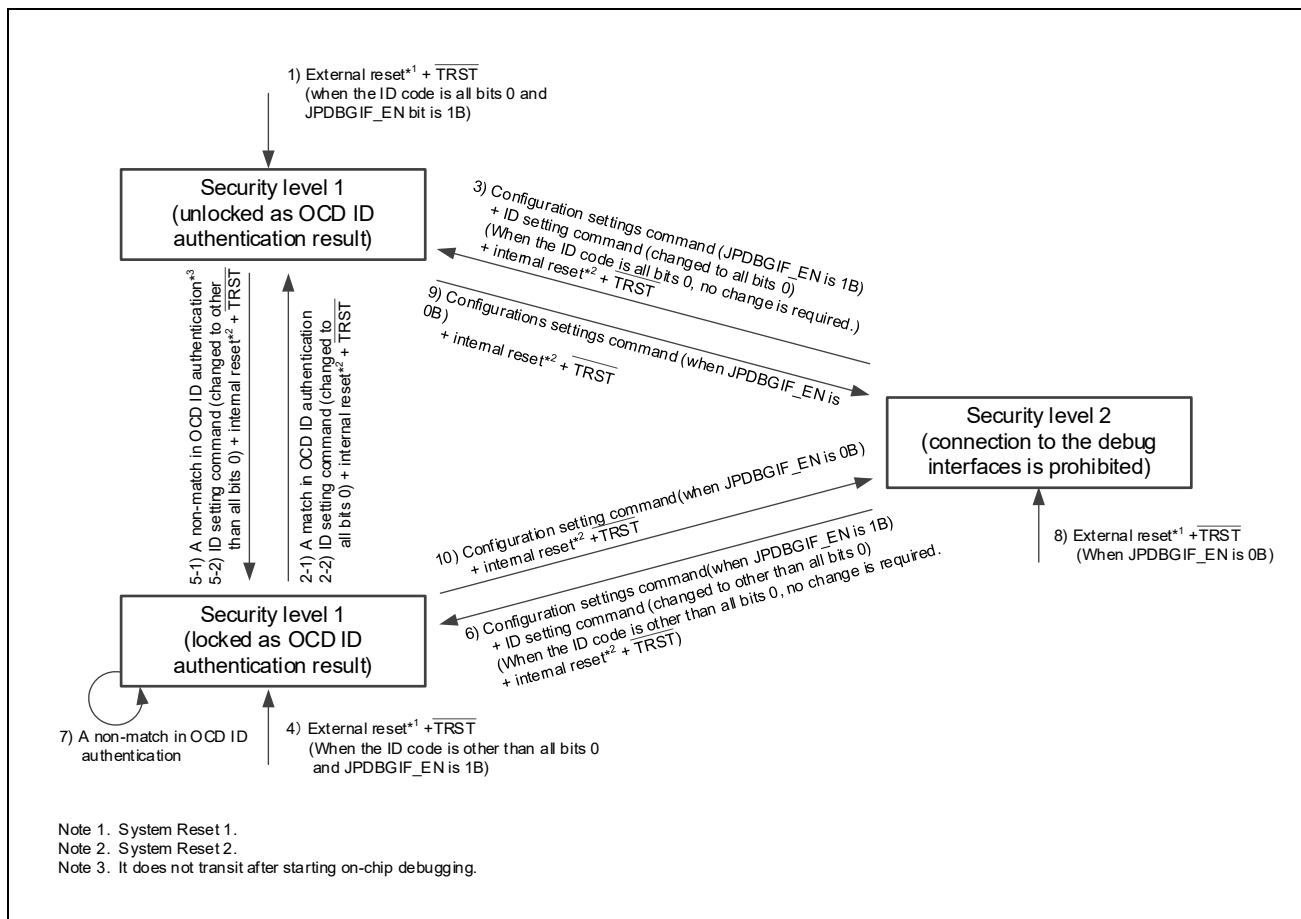 1) External reset*1 + TRST
(when the ID code is all bits 0 and
JPDBGIF_EN bit is 1B)
Security level 1
(unlocked as OCD ID
authentication result)
3) Configuration settings command (JPDBGIF_EN is 1B)
+ ID setting command (changed to all bits 0)
(When the ID code is all bits 0, no change is required.)
+ internal reset*2 + TRST
9) Configurations settings command (when JPDBGIF_EN is
0B)
+ internal reset*2 + TRST
5-1) A non-match in OCD ID authentication*3
5-2) ID setting command (changed to other
than all bits 0) + internal reset*2 + TRST
2-1) A match in OCD ID authentication
2-2) ID setting command (changed to
all bits 0) + internal reset*2 + TRST
Security level 2
(connection to the debug
interfaces is prohibited)
10) Configuration setting command(when JPDBGIF_EN is 0B)
+ internal reset*2 +TRST
8) External reset*1 +TRST
(When JPDBGIF_EN is 0B)
6) Configuration settings command(when JPDBGIF_EN is 1B)
+ ID setting command (changed to other than all bits 0)
(When the ID code is other than all bits 0, no change is required.
+ internal reset*2 + TRST)
Security level 1
(locked as OCD ID
authentication result)
7) A non-match in OCD ID
authentication
4) External reset*1 +TRST
(When the ID code is other than all bits 0
and JPDBGIF_EN is 1B)
Note 1. System Reset 1.
Note 2. System Reset 2.
Note 3. It does not transit after starting on-chip debugging.